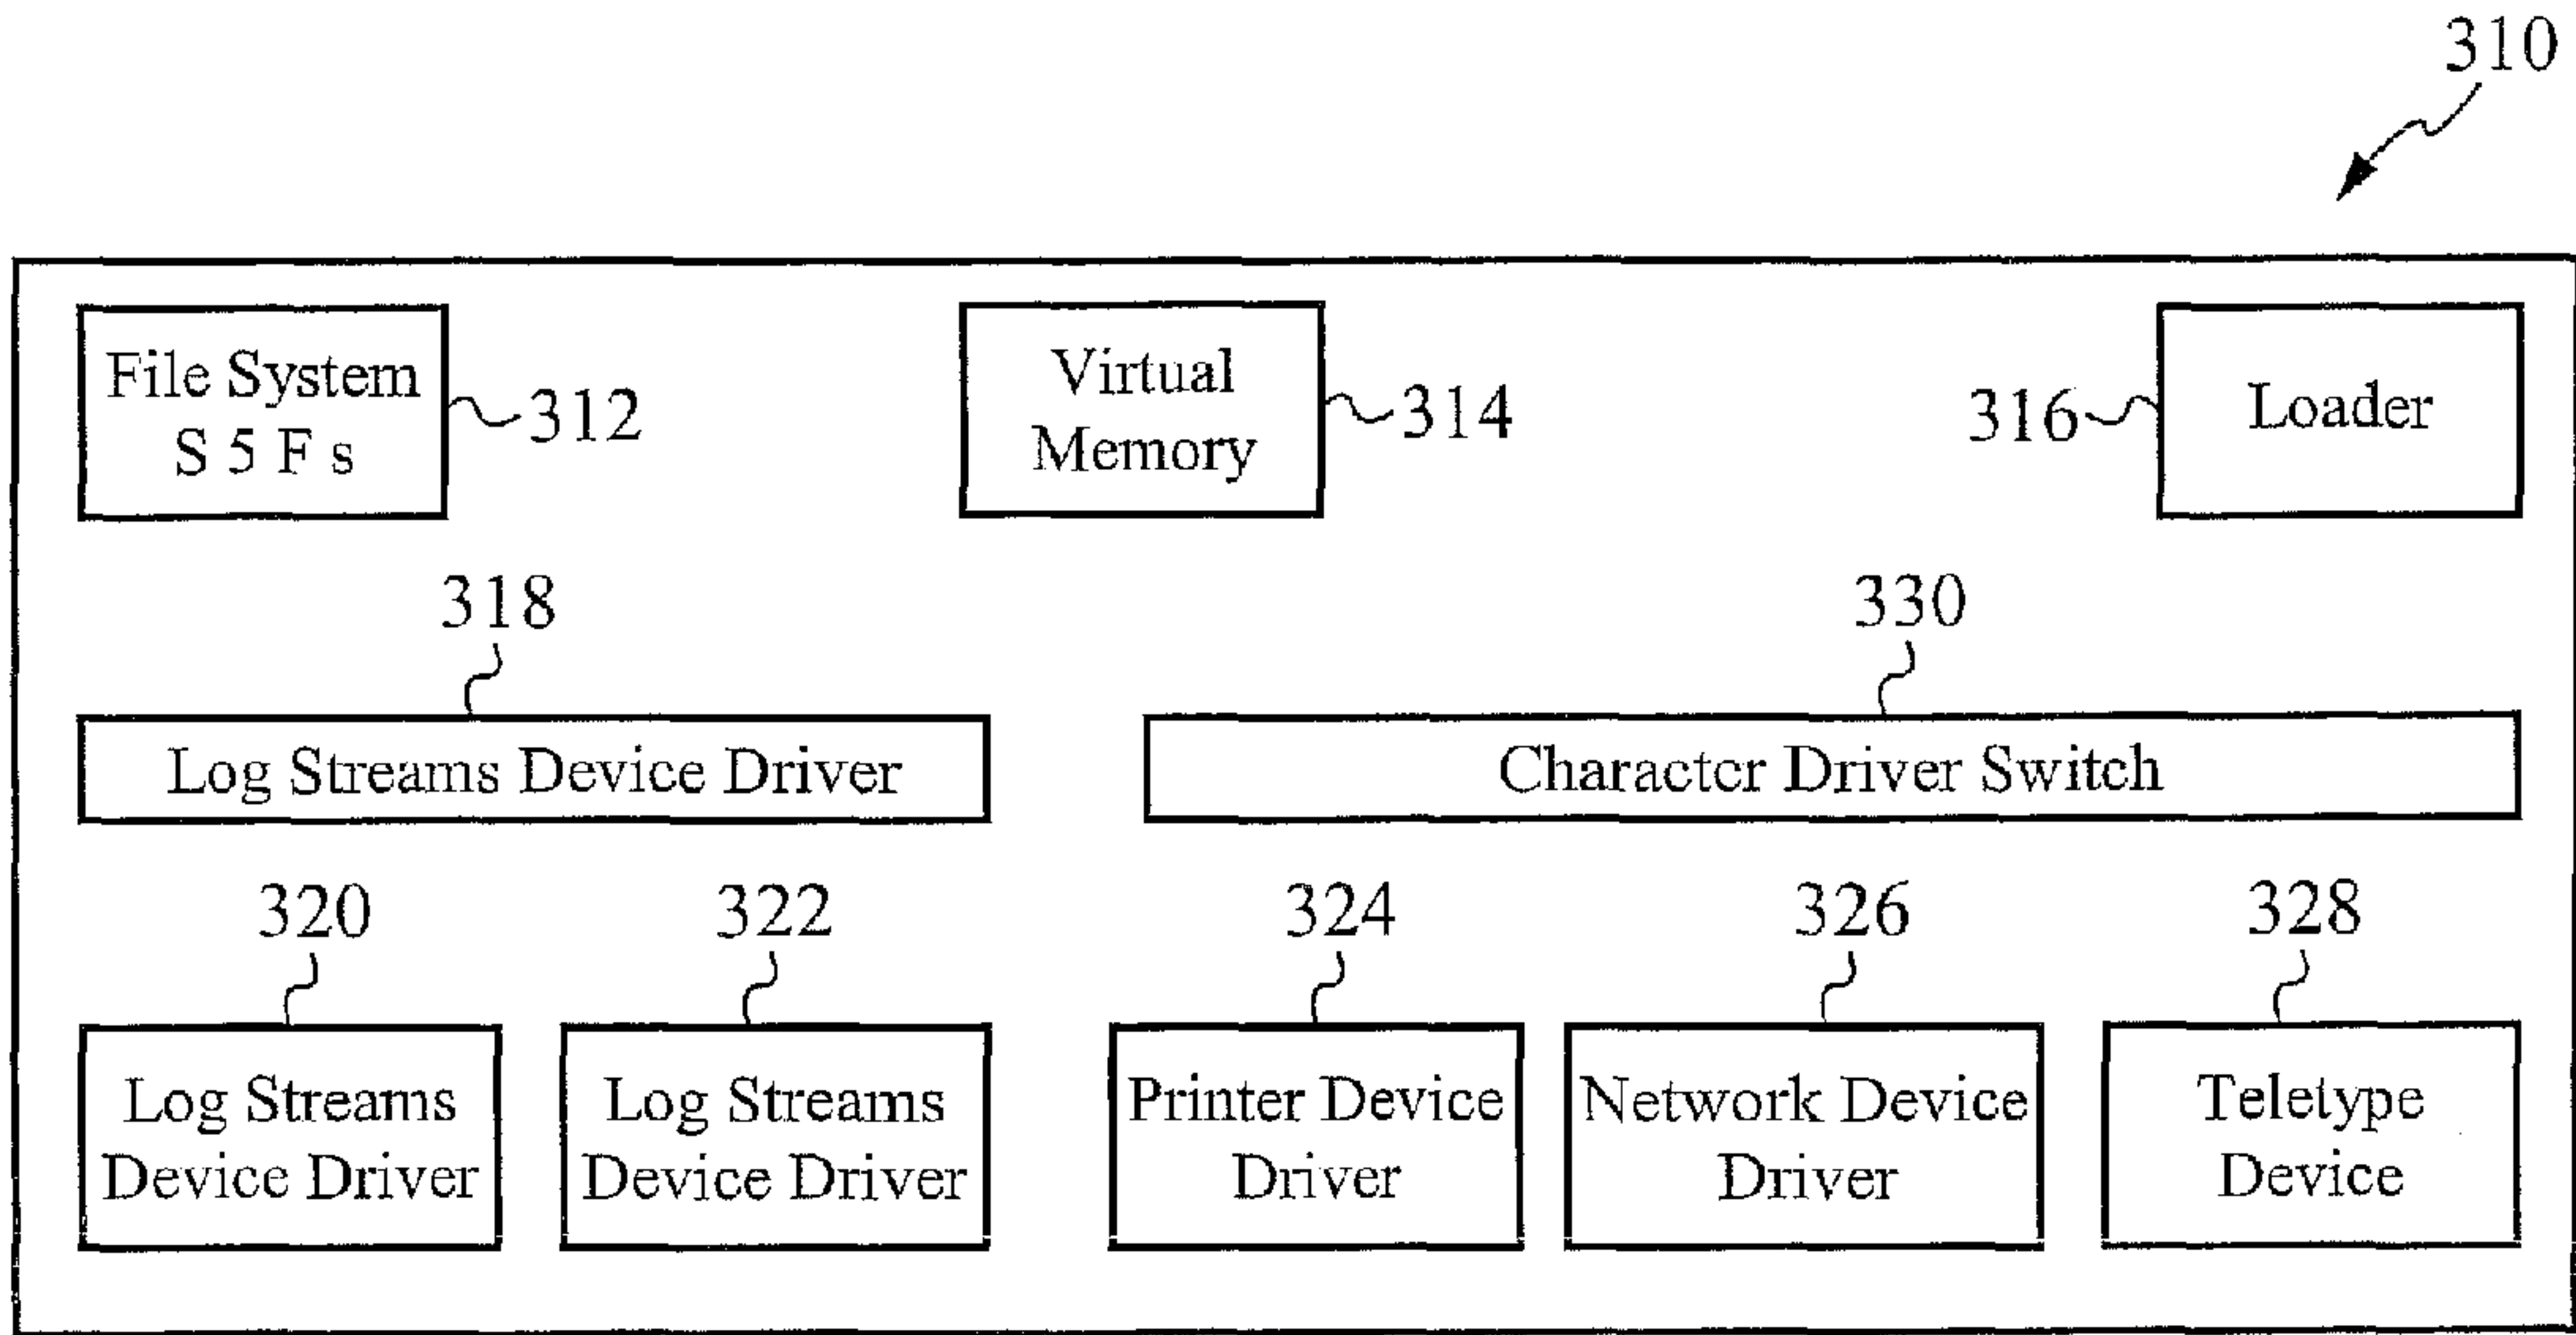 310
File System
S 5 F s
312
Virtual
Memory
314
316
Loader
318
330
Log Streams Device Driver
Character Driver Switch
320
322
324
326
328
Log Streams
Device Driver
Log Streams
Device Driver
Printer Device
Driver
Network Device
Driver
Teletype
Device